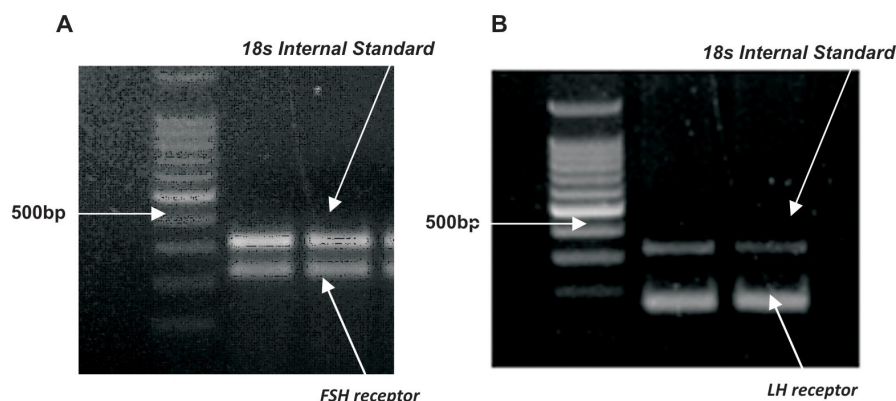 A
18s Internal Standard
500bp
FSH receptor
B
18s Internal Standard
500bp
LH receptor